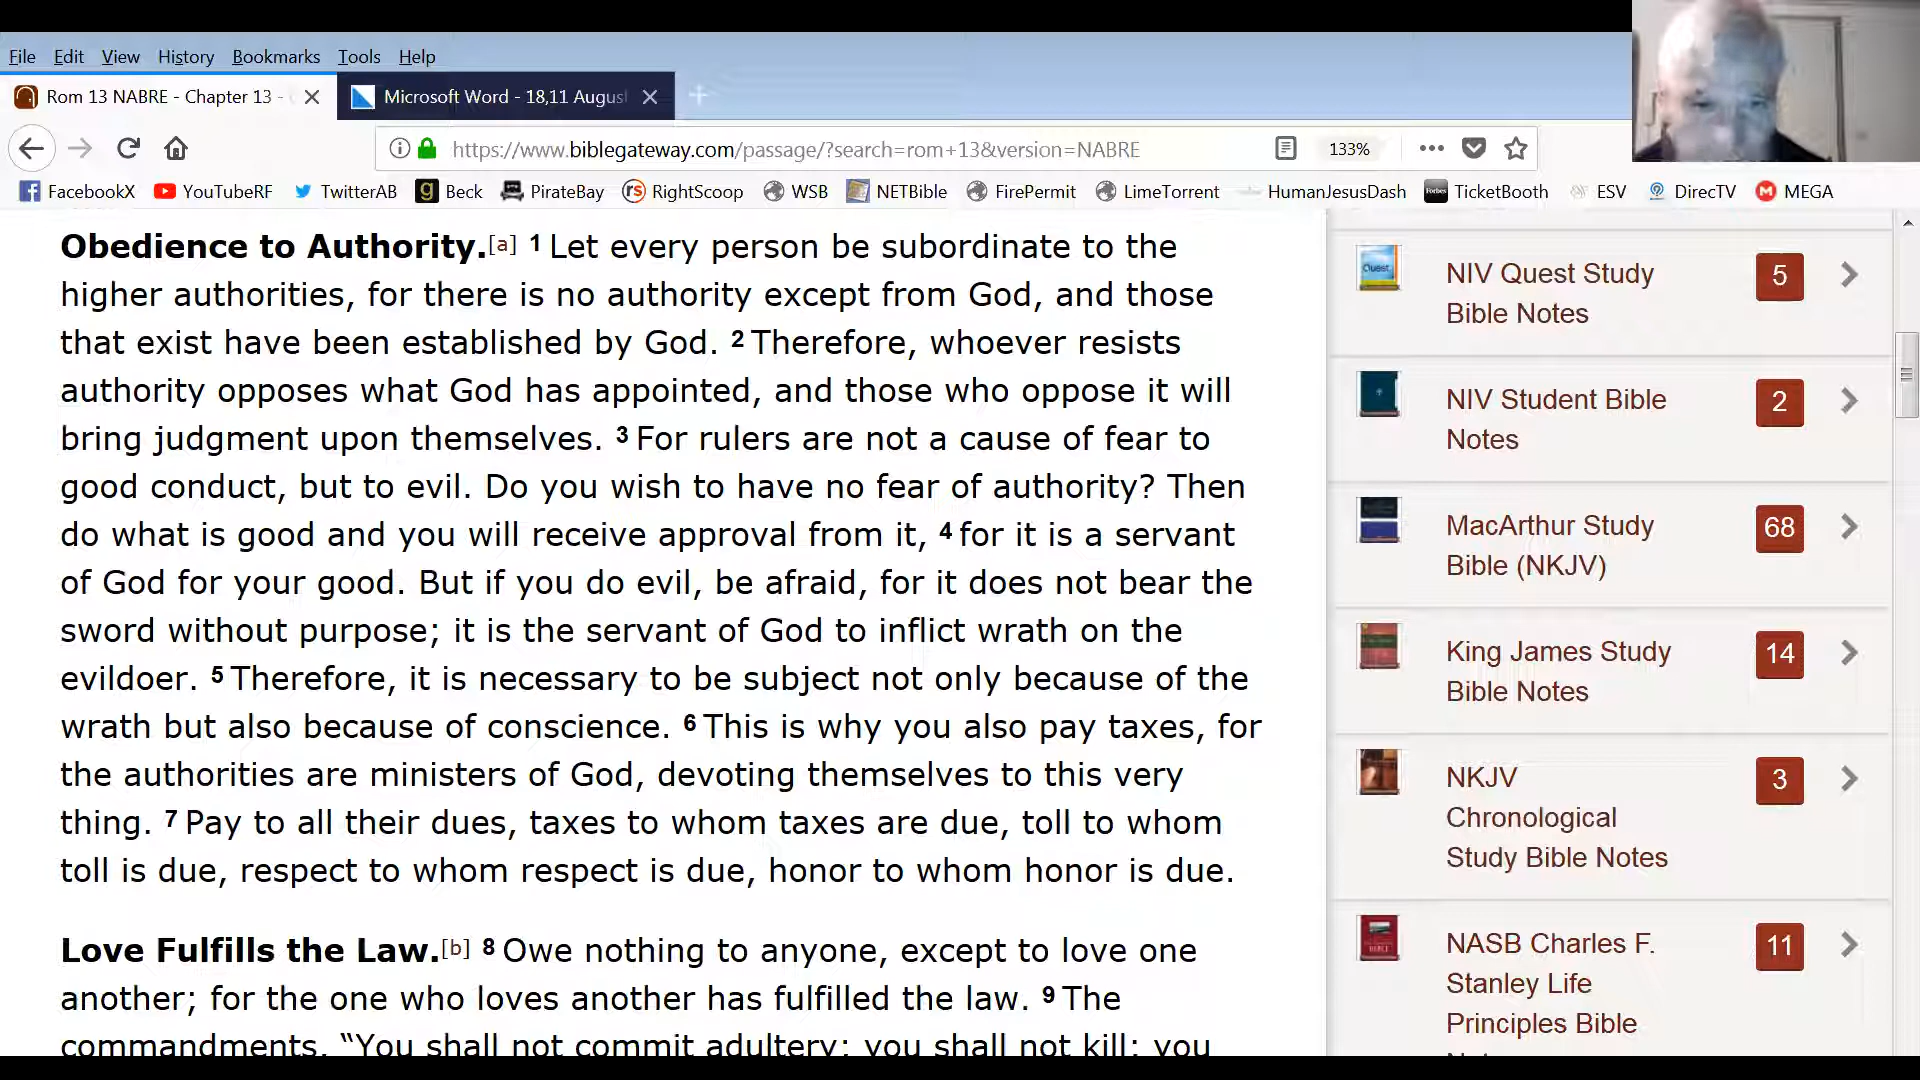 File Edit View History Bookmarks Tools Help
Rom 13 NABRE - Chapter 13 -
Microsoft Word - 18,11 Augus
https://www.biblegateway.com/passage/?search=rom+13&version=NABRE
133%
FacebookX YouTubeRF TwitterAB Beck PirateBay RightScoop WSB NETBible FirePermit LimeTorrent HumanJesusDash TicketBooth ESV DirecTV MEGA
Obedience to Authority.[a] 1 Let every person be subordinate to the
higher authorities, for there is no authority except from God, and those
that exist have been established by God. 2 Therefore, whoever resists
authority opposes what God has appointed, and those who oppose it will
bring judgment upon themselves. 3 For rulers are not a cause of fear to
good conduct, but to evil. Do you wish to have no fear of authority? Then
do what is good and you will receive approval from it, 4 for it is a servant
of God for your good. But if you do evil, be afraid, for it does not bear the
sword without purpose; it is the servant of God to inflict wrath on the
evildoer. 5 Therefore, it is necessary to be subject not only because of the
wrath but also because of conscience. 6 This is why you also pay taxes, for
the authorities are ministers of God, devoting themselves to this very
thing. 7 Pay to all their dues, taxes to whom taxes are due, toll to whom
toll is due, respect to whom respect is due, honor to whom honor is due.
Love Fulfills the Law.[b] 8 Owe nothing to anyone, except to love one
another; for the one who loves another has fulfilled the law. 9 The
commandments, “You shall not commit adultery; you shall not kill; you
Quest
NIV Quest Study
Bible Notes
5
NIV Student Bible
Notes
2
MacArthur Study
Bible (NKJV)
68
King James Study
Bible Notes
14
NKJV
Chronological
Study Bible Notes
3
NASB Charles F.
Stanley Life
Principles Bible
11